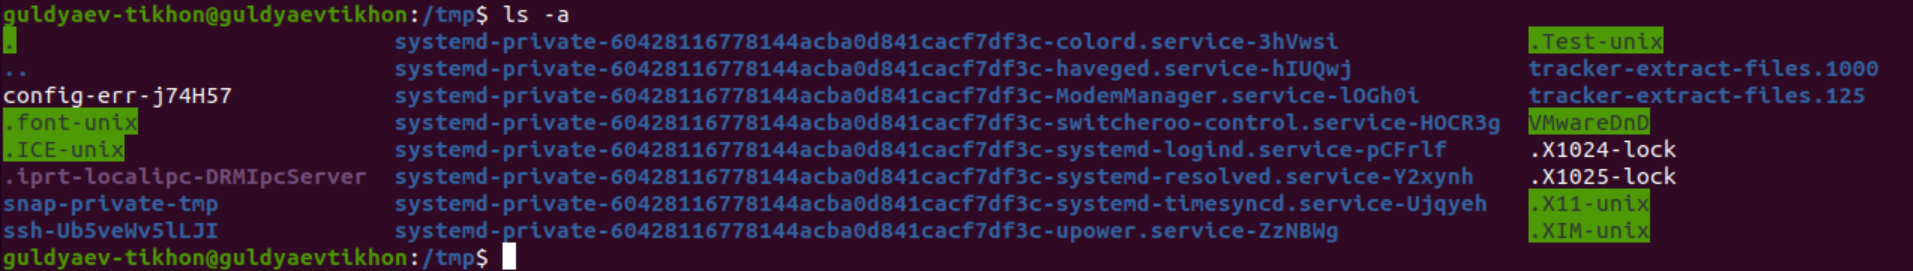 guldyaev-tikhon@guldyaevtikhon:/tmp$ ls -a
. systemd-private-60428116778144acba0d841cacf7df3c-colord.service-3hVwsi .Test-unix
.. systemd-private-60428116778144acba0d841cacf7df3c-haveged.service-hIUQwj tracker-extract-files.1000
config-err-j74H57 systemd-private-60428116778144acba0d841cacf7df3c-ModemManager.service-lOGh0i tracker-extract-files.125
.font-unix systemd-private-60428116778144acba0d841cacf7df3c-switcheroo-control.service-HOCR3g VMwareDnD
.ICE-unix systemd-private-60428116778144acba0d841cacf7df3c-systemd-logind.service-pCFrlf .X1024-lock
.iprt-localipc-DRMIpcServer systemd-private-60428116778144acba0d841cacf7df3c-systemd-resolved.service-Y2xynh .X1025-lock
snap-private-tmp systemd-private-60428116778144acba0d841cacf7df3c-systemd-timesyncd.service-Ujqyeh .X11-unix
ssh-Ub5veWv5lLJI systemd-private-60428116778144acba0d841cacf7df3c-upower.service-ZzNBWg .XIM-unix
guldyaev-tikhon@guldyaevtikhon:/tmp$